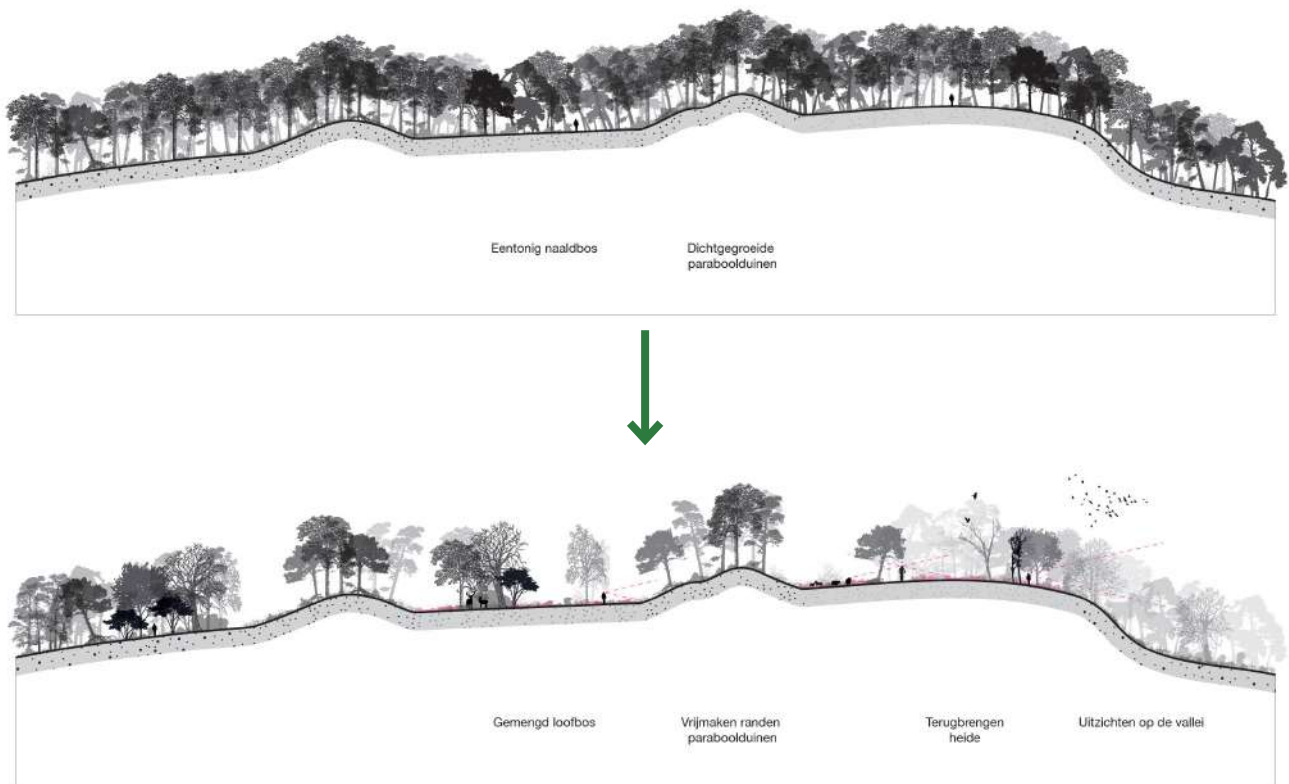 Eentonig naaldbos
Dichtgegroeide
paraboolduinen
Gemengd loofbos
Vrijmaken randen
paraboolduinen
Terugbrengen
heide
Uitzichten op de vallei